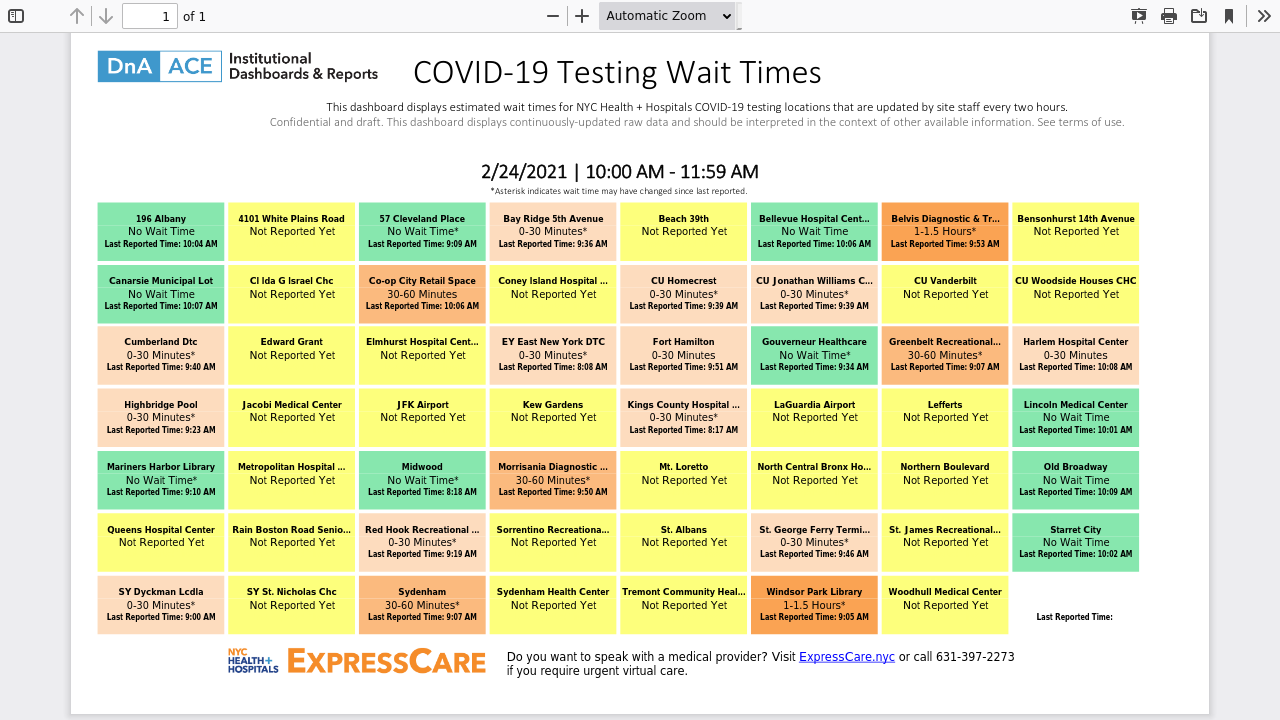 1 of 1
Automatic Zoom
DnA ACE Institutional Dashboards & Reports
COVID-19 Testing Wait Times
This dashboard displays estimated wait times for NYC Health + Hospitals COVID-19 testing locations that are updated by site staff every two hours.
Confidential and draft. This dashboard displays continuously-updated raw data and should be interpreted in the context of other available information. See terms of use.
2/24/2021 | 10:00 AM - 11:59 AM
*Asterisk indicates wait time may have changed since last reported.
196 Albany
No Wait Time
Last Reported Time: 10:04 AM
4101 White Plains Road
Not Reported Yet
57 Cleveland Place
No Wait Time*
Last Reported Time: 9:09 AM
Bay Ridge 5th Avenue
0-30 Minutes*
Last Reported Time: 9:36 AM
Beach 39th
Not Reported Yet
Bellevue Hospital Cent...
No Wait Time
Last Reported Time: 10:06 AM
Belvis Diagnostic & Tr...
1-1.5 Hours*
Last Reported Time: 9:53 AM
Bensonhurst 14th Avenue
Not Reported Yet
Canarsie Municipal Lot
No Wait Time
Last Reported Time: 10:07 AM
Cl Ida G Israel Chc
Not Reported Yet
Co-op City Retail Space
30-60 Minutes
Last Reported Time: 10:06 AM
Coney Island Hospital ...
Not Reported Yet
CU Homecrest
0-30 Minutes*
Last Reported Time: 9:39 AM
CU Jonathan Williams C...
0-30 Minutes*
Last Reported Time: 9:39 AM
CU Vanderbilt
Not Reported Yet
CU Woodside Houses CHC
Not Reported Yet
Cumberland Dtc
0-30 Minutes*
Last Reported Time: 9:40 AM
Edward Grant
Not Reported Yet
Elmhurst Hospital Cent...
Not Reported Yet
EY East New York DTC
0-30 Minutes*
Last Reported Time: 8:08 AM
Fort Hamilton
0-30 Minutes
Last Reported Time: 9:51 AM
Gouverneur Healthcare
No Wait Time*
Last Reported Time: 9:34 AM
Greenbelt Recreational...
30-60 Minutes*
Last Reported Time: 9:07 AM
Harlem Hospital Center
0-30 Minutes
Last Reported Time: 10:08 AM
Highbridge Pool
0-30 Minutes*
Last Reported Time: 9:23 AM
Jacobi Medical Center
Not Reported Yet
JFK Airport
Not Reported Yet
Kew Gardens
Not Reported Yet
Kings County Hospital ...
0-30 Minutes*
Last Reported Time: 8:17 AM
LaGuardia Airport
Not Reported Yet
Lefferts
Not Reported Yet
Lincoln Medical Center
No Wait Time
Last Reported Time: 10:01 AM
Mariners Harbor Library
No Wait Time*
Last Reported Time: 9:10 AM
Metropolitan Hospital ...
Not Reported Yet
Midwood
No Wait Time*
Last Reported Time: 8:18 AM
Morrisania Diagnostic ...
30-60 Minutes*
Last Reported Time: 9:50 AM
Mt. Loretto
Not Reported Yet
North Central Bronx Ho...
Not Reported Yet
Northern Boulevard
Not Reported Yet
Old Broadway
No Wait Time
Last Reported Time: 10:09 AM
Queens Hospital Center
Not Reported Yet
Rain Boston Road Senio...
Not Reported Yet
Red Hook Recreational ...
0-30 Minutes*
Last Reported Time: 9:19 AM
Sorrentino Recreationa...
Not Reported Yet
St. Albans
Not Reported Yet
St. George Ferry Termi...
0-30 Minutes*
Last Reported Time: 9:46 AM
St. James Recreational...
Not Reported Yet
Starret City
No Wait Time
Last Reported Time: 10:02 AM
SY Dyckman Lcdla
0-30 Minutes*
Last Reported Time: 9:00 AM
SY St. Nicholas Chc
Not Reported Yet
Sydenham
30-60 Minutes*
Last Reported Time: 9:07 AM
Sydenham Health Center
Not Reported Yet
Tremont Community Heal...
Not Reported Yet
Windsor Park Library
1-1.5 Hours*
Last Reported Time: 9:05 AM
Woodhull Medical Center
Not Reported Yet
Last Reported Time:
NYC
HEALTH+
HOSPITALS
EXPRESSCARE
Do you want to speak with a medical provider? Visit ExpressCare.nyc or call 631-397-2273
if you require urgent virtual care.